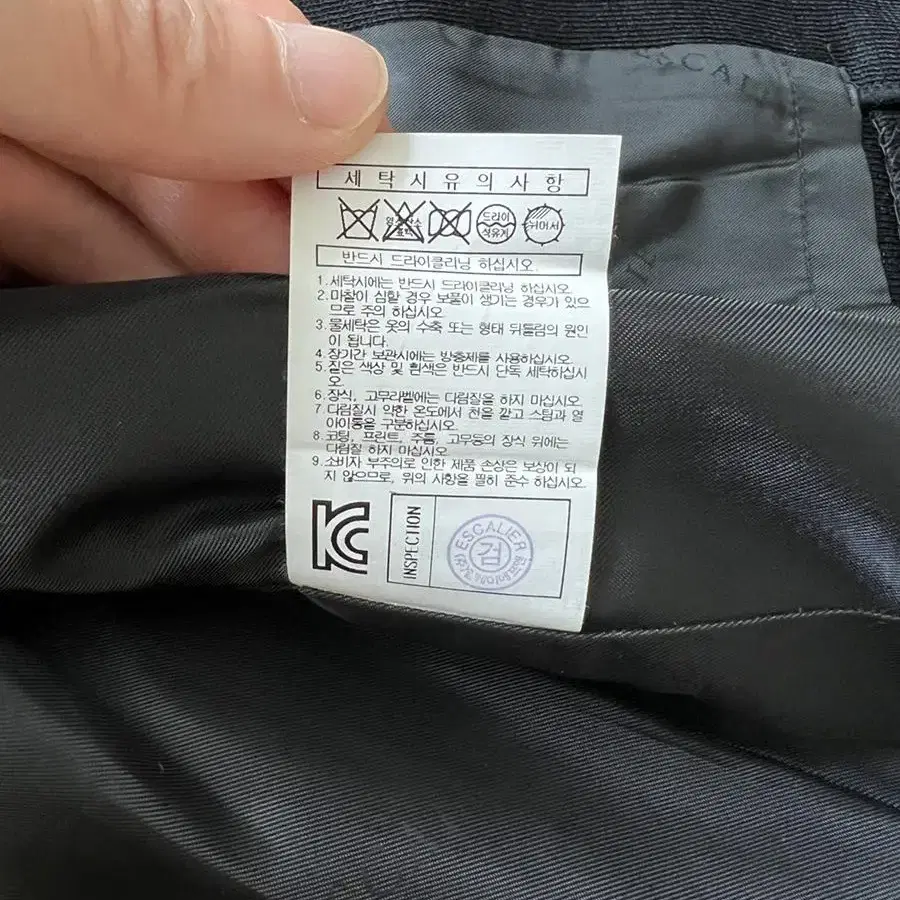 ESCA
세탁시유의사항
염소산소표백
드라이
석유계
뉘어서
반드시 드라이클리닝 하십시오.
1. 세탁시에는 반드시 드라이클리닝 하십시오.
2. 마찰이 심할 경우 보풀이 생기는 경우가 있으
므로 주의 하십시오.
3. 물세탁은 옷의 수축 또는 형태 뒤틀림의 원인
이 됩니다.
4. 장기간 보관시에는 방충제를 사용하십시오.
5. 짙은 색상 및 흰색은 반드시 단독 세탁하십시
오.
6. 장식, 고무라벨에는 다림질을 하지 마십시오.
7. 다림질시 약한 온도에서 천을 깔고 스팀과 열
아이롱을 구분하십시오.
8. 코팅, 프린트, 주름, 고무등의 장식 위에는
다림질 하지 마십시오.
9. 소비자 부주의로 인한 제품 손상은 보상이 되
지 않으므로, 위의 사항을 필히 준수 하십시오.
KC
INSPECTION
ESCALIER
검